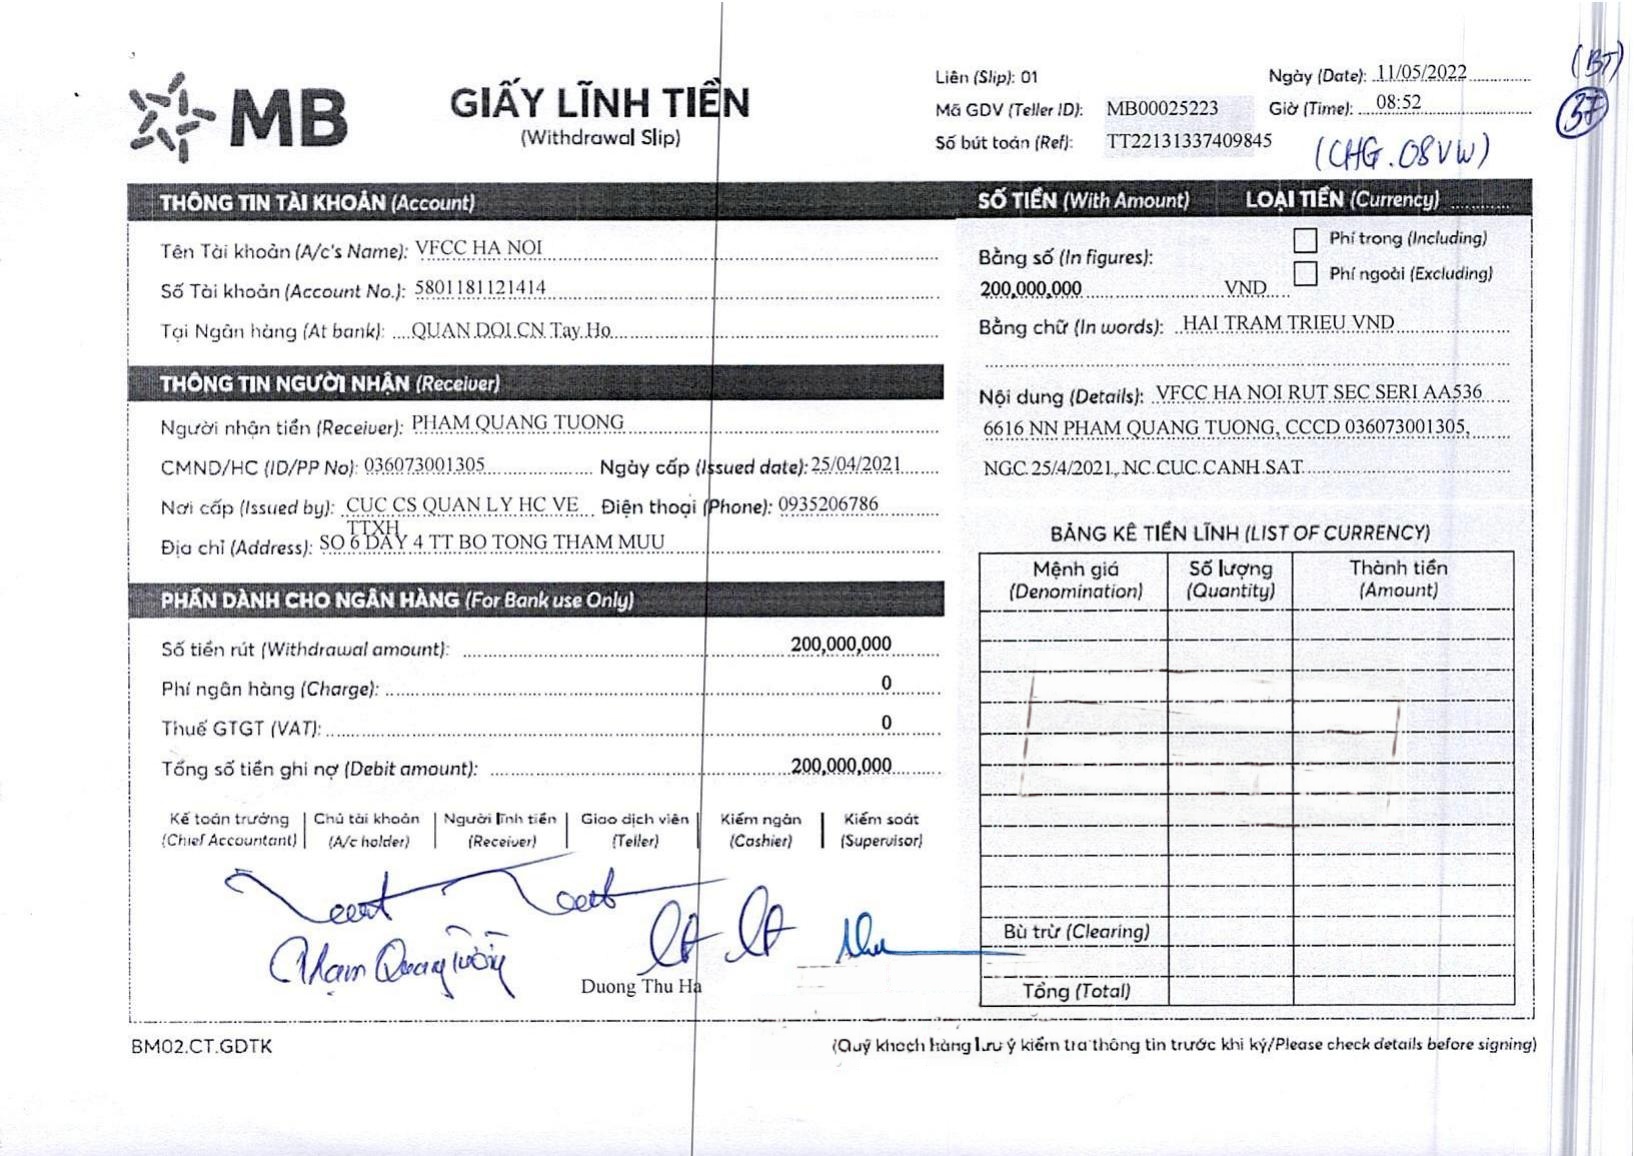 MB
GIẤY LĨNH TIỀN
(Withdrawal Slip)
Liên (Slip): 01
Mã GDV (Teller ID): MB00025223
Số bút toán (Ref): TT22131337409845
Ngày (Date): 11/05/2022
Giờ (Time): 08:52
(BT)
37
(CHG.08VW)
THÔNG TIN TÀI KHOẢN (Account)
Tên Tài khoản (A/c's Name): VFCC HA NOI
Số Tài khoản (Account No.): 5801181121414
Tại Ngân hàng (At bank): QUAN DOI CN Tay Ho
THÔNG TIN NGƯỜI NHẬN (Receiver)
Người nhận tiền (Receiver): PHAM QUANG TUONG
CMND/HC (ID/PP No): 036073001305 Ngày cấp (Issued date): 25/04/2021
Nơi cấp (Issued by): CUC CS QUAN LY HC VE TTXH Điện thoại (Phone): 0935206786
Địa chỉ (Address): SO 6 DAY 4 TT BO TONG THAM MUU
PHẦN DÀNH CHO NGÂN HÀNG (For Bank use Only)
Số tiền rút (Withdrawal amount): 200,000,000
Phí ngân hàng (Charge): 0
Thuế GTGT (VAT): 0
Tổng số tiền ghi nợ (Debit amount): 200,000,000
Kế toán trưởng | Chủ tài khoản | Người lĩnh tiền | Giao dịch viên | Kiểm ngân | Kiểm soát
(Chief Accountant) | (A/c holder) | (Receiver) | (Teller) | (Cashier) | (Supervisor)
Phạm Quang Tường
Duong Thu Ha
SỐ TIỀN (With Amount) LOẠI TIỀN (Currency)
Bằng số (In figures):
Phí trong (Including)
Phí ngoài (Excluding)
200,000,000 VND
Bằng chữ (In words): HAI TRAM TRIEU VND
Nội dung (Details): VFCC HA NOI RUT SEC SERI AA536
6616 NN PHAM QUANG TUONG, CCCD 036073001305,
NGC 25/4/2021, NC CUC CANH SAT
BẢNG KÊ TIỀN LĨNH (LIST OF CURRENCY)
Mệnh giá Số lượng Thành tiền
(Denomination) (Quantity) (Amount)
Bù trừ (Clearing)
Tổng (Total)
BM02.CT.GDTK
(Quý khách hàng lưu ý kiểm tra thông tin trước khi ký/Please check details before signing)